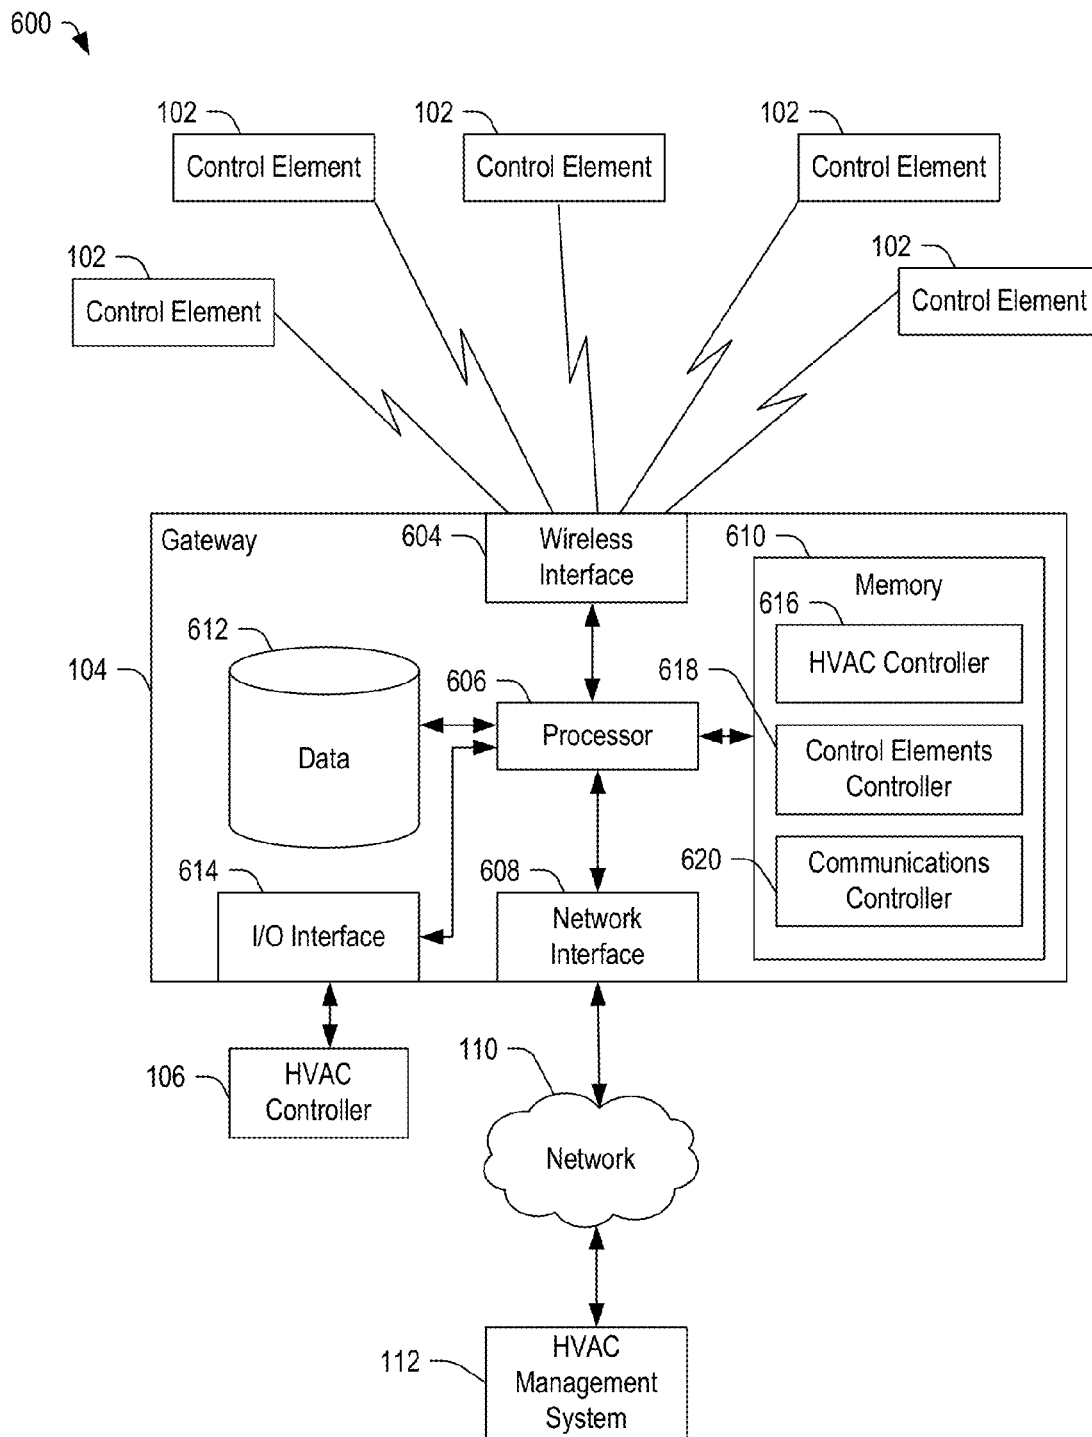 600
102
102
102
Control Element
Control Element
Control Element
102
102
Control Element
Control Element
Gateway
604
Wireless
Interface
610
Memory
612
616
HVAC Controller
104
606
618
Processor
Data
Control Elements
Controller
614
608
620
Communications
Controller
I/O Interface
Network
Interface
106
HVAC
Controller
110
Network
112
HVAC
Management
System